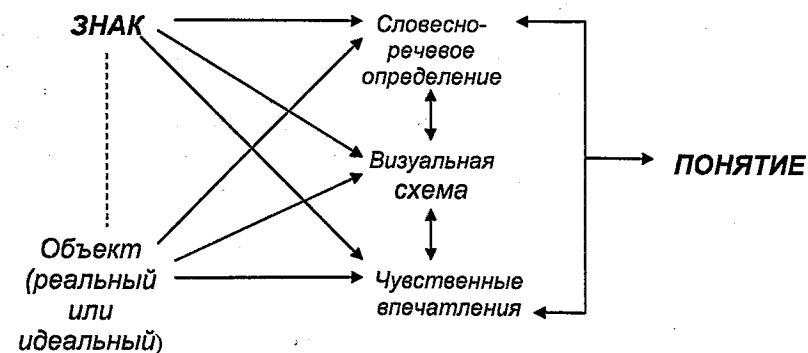 ЗНАК
Словесно-
речевое
определение
Визуальная
схема
ПОНЯТИЕ
Объект
(реальный
или
идеальный)
Чувственные
впечатления